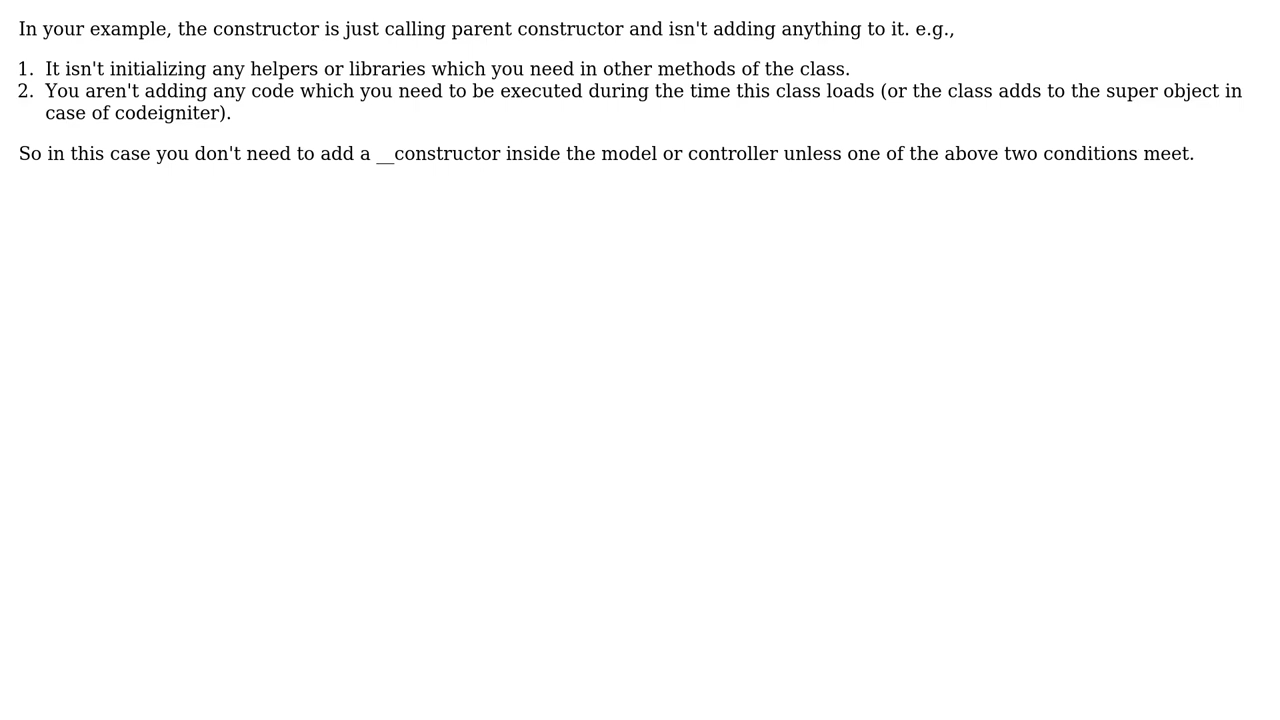 In your example, the constructor is just calling parent constructor and isn't adding anything to it. e.g.,
1. It isn't initializing any helpers or libraries which you need in other methods of the class.
2. You aren't adding any code which you need to be executed during the time this class loads (or the class adds to the super object in
case of codeigniter).
So in this case you don't need to add a __constructor inside the model or controller unless one of the above two conditions meet.